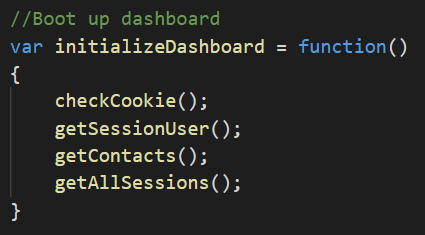 //Boot up dashboard
var initializeDashboard = function()
{
    checkCookie();
    getSessionUser();
    getContacts();
    getAllSessions();
}